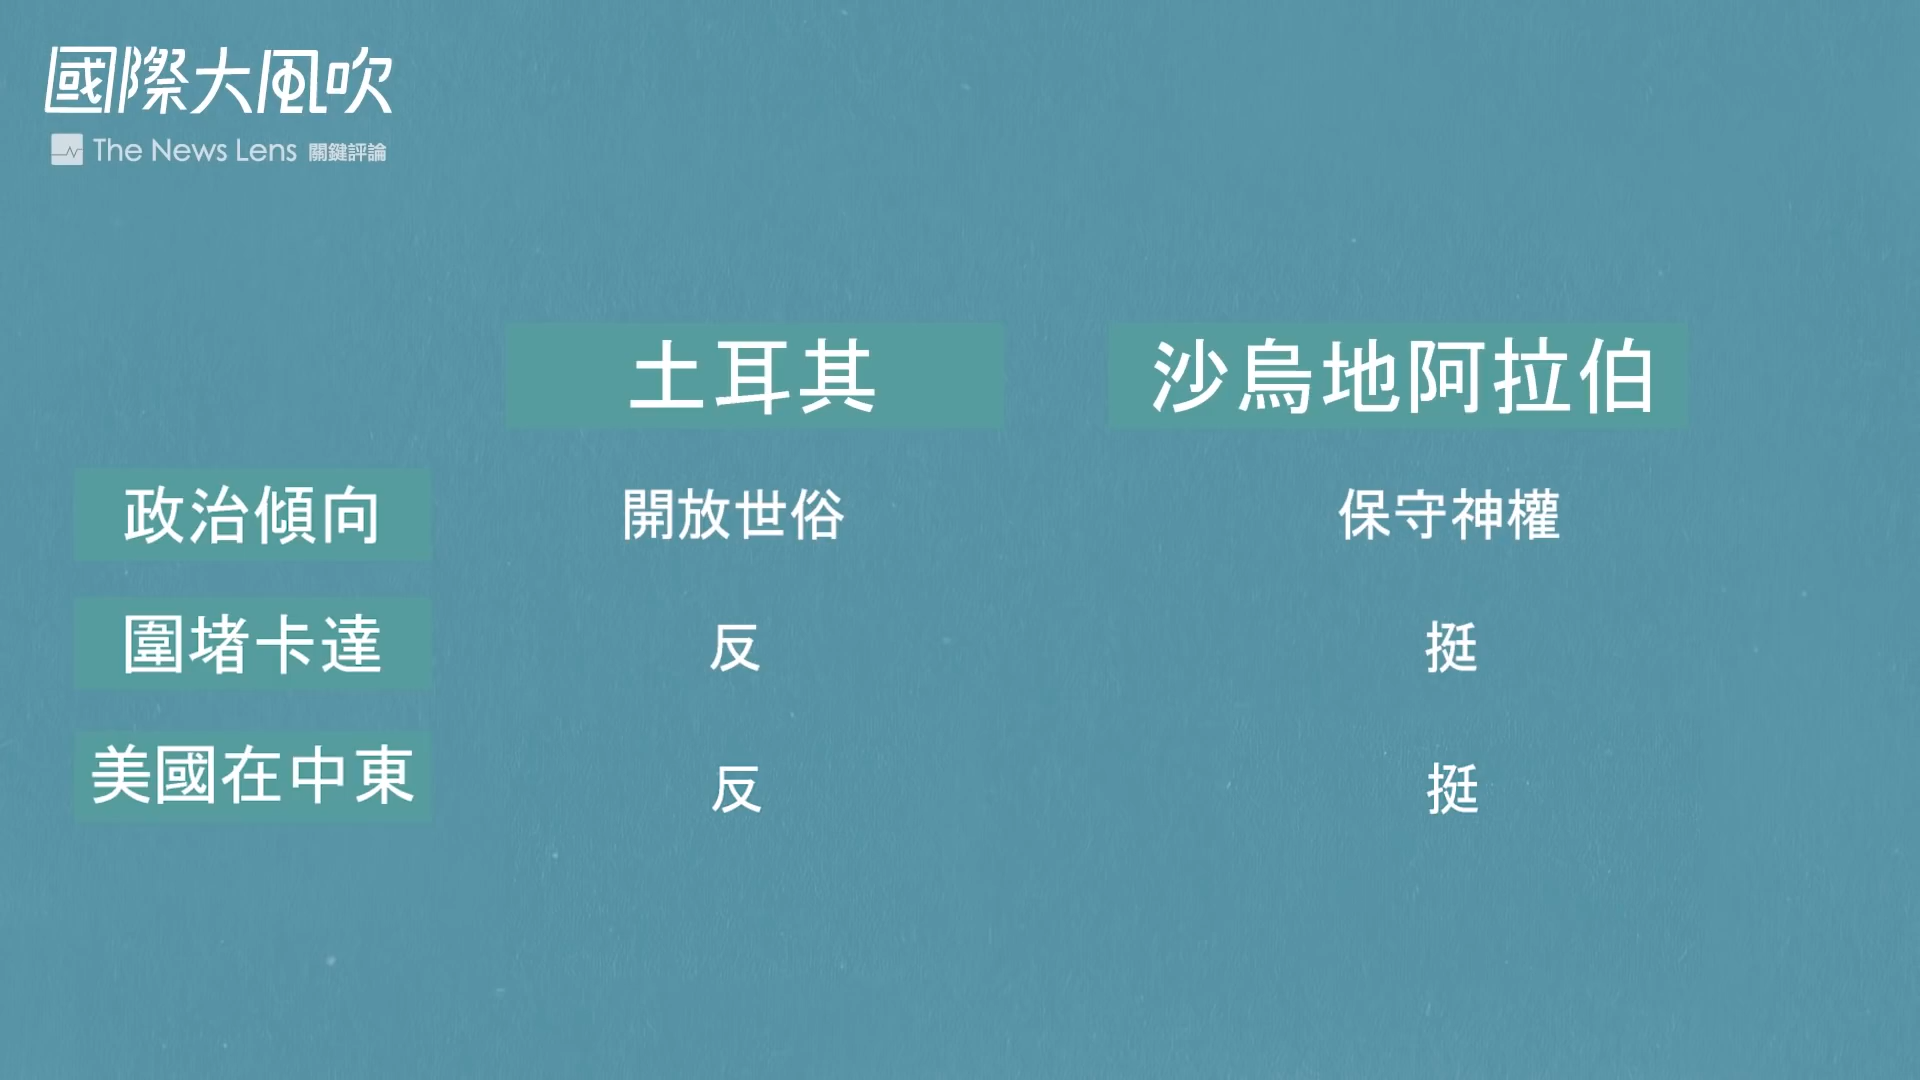 國際大風吹
The News Lens 關鍵評論
土耳其 沙烏地阿拉伯
政治傾向 開放世俗 保守神權
圍堵卡達 反 挺
美國在中東 反 挺